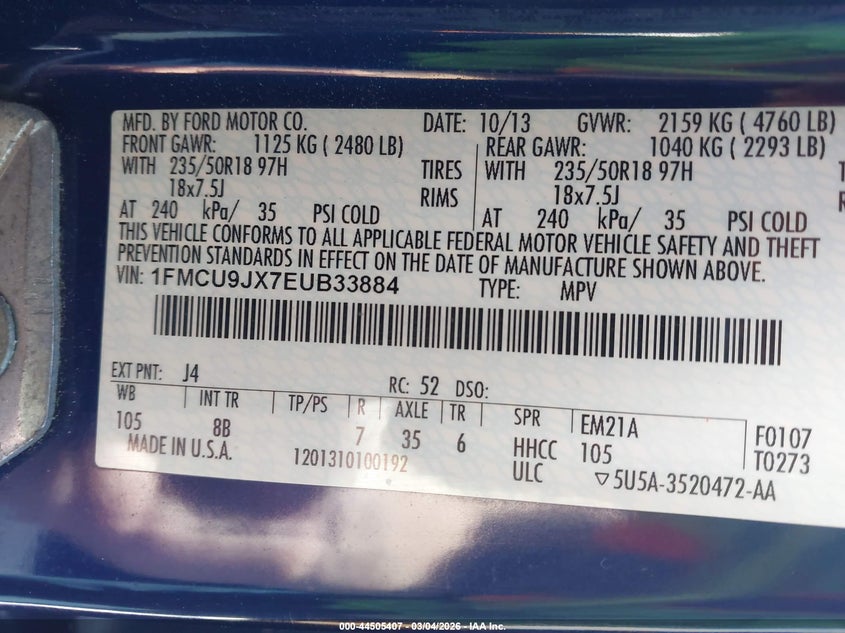 MFD. BY FORD MOTOR CO. DATE: 10/13 GVWR: 2159 KG ( 4760 LB)
FRONT GAWR: 1125 KG ( 2480 LB) REAR GAWR: 1040 KG ( 2293 LB)
WITH 235/50R18 97H TIRES WITH 235/50R18 97H
18x7.5J RIMS 18x7.5J
AT 240 kPa/ 35 PSI COLD AT 240 kPa/ 35 PSI COLD
THIS VEHICLE CONFORMS TO ALL APPLICABLE FEDERAL MOTOR VEHICLE SAFETY AND THEFT
PREVENTION STANDARDS IN EFFECT ON THE DATE OF MANUFACTURE SHOWN ABOVE.
VIN: 1FMCU9JX7EUB33884 TYPE: MPV
EXT PNT: J4 RC: 52 DSO:
WB INT TR TP/PS R AXLE TR SPR EM21A F0107
105 8B 7 35 6 HHCC 105 T0273
MADE IN U.S.A. 1201310100192 ULC ▽5U5A-3520472-AA
000-44505407 - 03/04/2026 - IAA Inc.